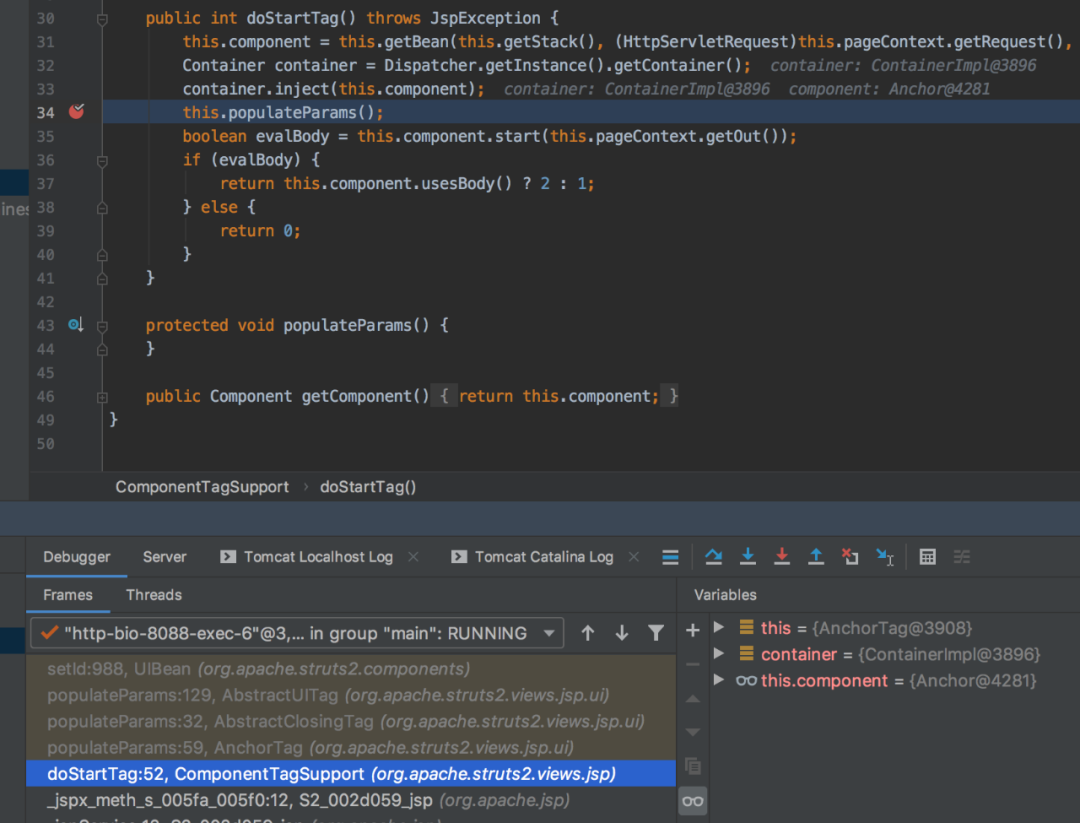 30 public int doStartTag() throws JspException {
31 this.component = this.getBean(this.getStack(), (HttpServletRequest)this.pageContext.getRequest(),
32 Container container = Dispatcher.getInstance().getContainer(); container: ContainerImpl@3896
33 container.inject(this.component); container: ContainerImpl@3896 component: Anchor@4281
34 this.populateParams();
35 boolean evalBody = this.component.start(this.pageContext.getOut());
36 if (evalBody) {
37 return this.component.usesBody() ? 2 : 1;
ines 38 } else {
39 return 0;
40 }
41 }
42
43 protected void populateParams() {
44 }
45
46 public Component getComponent() { return this.component; }
49 }
50
ComponentTagSupport › doStartTag()
Debugger Server Tomcat Localhost Log × Tomcat Catalina Log ×
Frames Threads
Variables
"http-bio-8088-exec-6"@3,... in group "main": RUNNING
setId:988, UIBean (org.apache.struts2.components)
populateParams:129, AbstractUITag (org.apache.struts2.views.jsp.ui)
populateParams:32, AbstractClosingTag (org.apache.struts2.views.jsp.ui)
populateParams:59, AnchorTag (org.apache.struts2.views.jsp.ui)
doStartTag:52, ComponentTagSupport (org.apache.struts2.views.jsp)
_jspx_meth_s_005fa_005f0:12, S2_002d059_jsp (org.apache.jsp)
this = {AnchorTag@3908}
container = {ContainerImpl@3896}
this.component = {Anchor@4281}